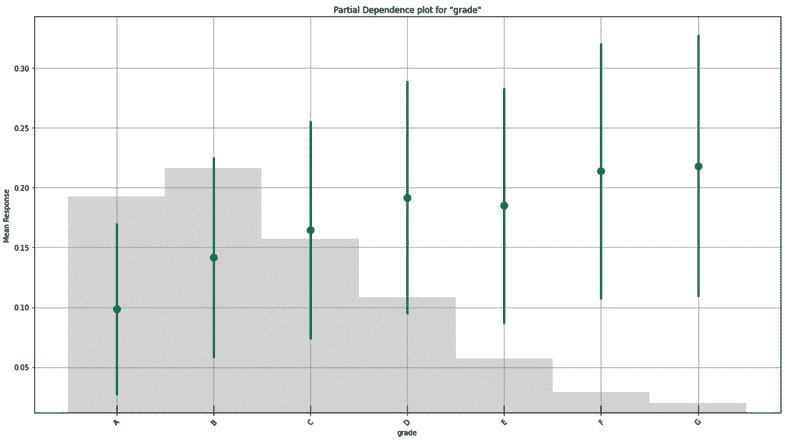 Partial Dependence plot for "grade"
Mean Response
0.30
0.25
0.20
0.15
0.10
0.05
A B C D E F G
grade